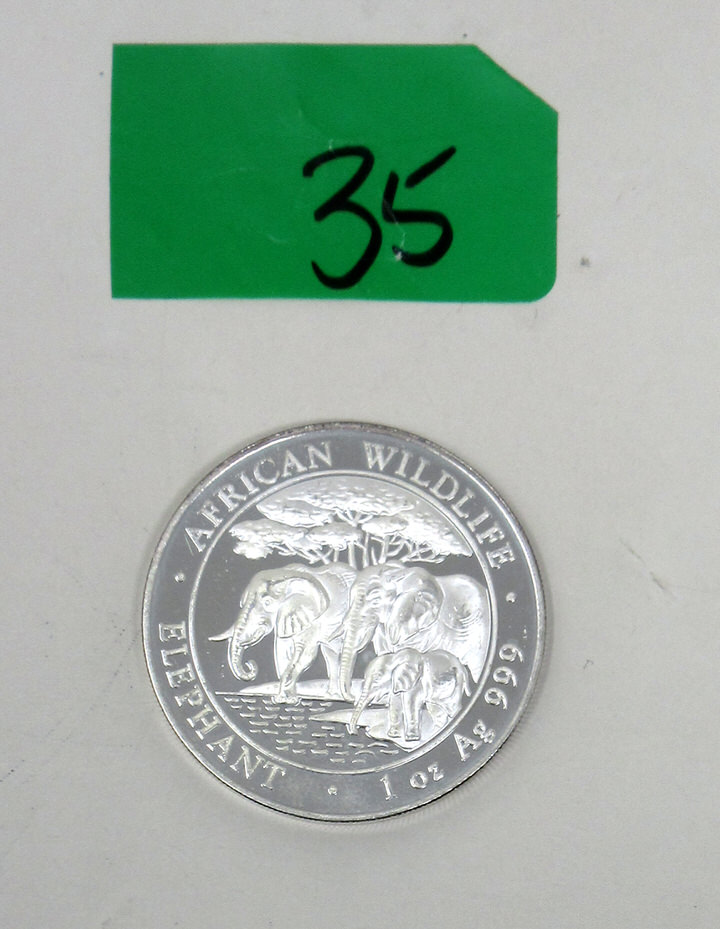 35
AFRICAN WILDLIFE
ELEPHANT
1 oz Ag 999